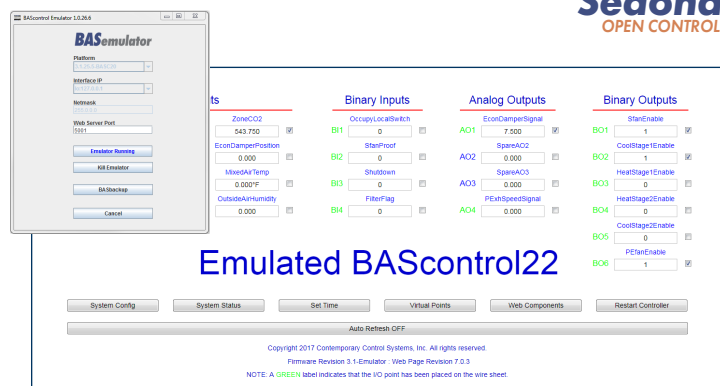 BAScontrol Emulator 1.0.26.6
BASemulator
Platform
Interface IP
Netmask
Web Server Port
5001
Emulator Running
Kill Emulator
BASbackup
Cancel
Sedona
OPEN CONTROL
ts
Binary Inputs
Analog Outputs
Binary Outputs
ZoneCO2
OccupyLocalSwitch
EconDamperSignal
SfanEnable
543.750
BI1
0
AO1
7.500
BO1
1
EconDamperPosition
SfanProof
SpareAO2
CoolStage1Enable
0.000
BI2
0
AO2
0.000
BO2
1
MixedAirTemp
Shutdown
SpareAO3
HeatStage1Enable
0.000°F
BI3
0
AO3
0.000
BO3
0
OutsideAirHumidity
FilterFlag
PExhSpeedSignal
HeatStage2Enable
0.000
BI4
0
AO4
0.000
BO4
0
CoolStage2Enable
BO5
0
PEfanEnable
BO6
1
Emulated BAScontrol22
System Config
System Status
Set Time
Virtual Points
Web Components
Restart Controller
Auto Refresh OFF
Copyright 2017 Contemporary Control Systems, Inc. All rights reserved.
Firmware Revision 3.1-Emulator : Web Page Revision 7.0.3
NOTE: A GREEN label indicates that the I/O point has been placed on the wire sheet.